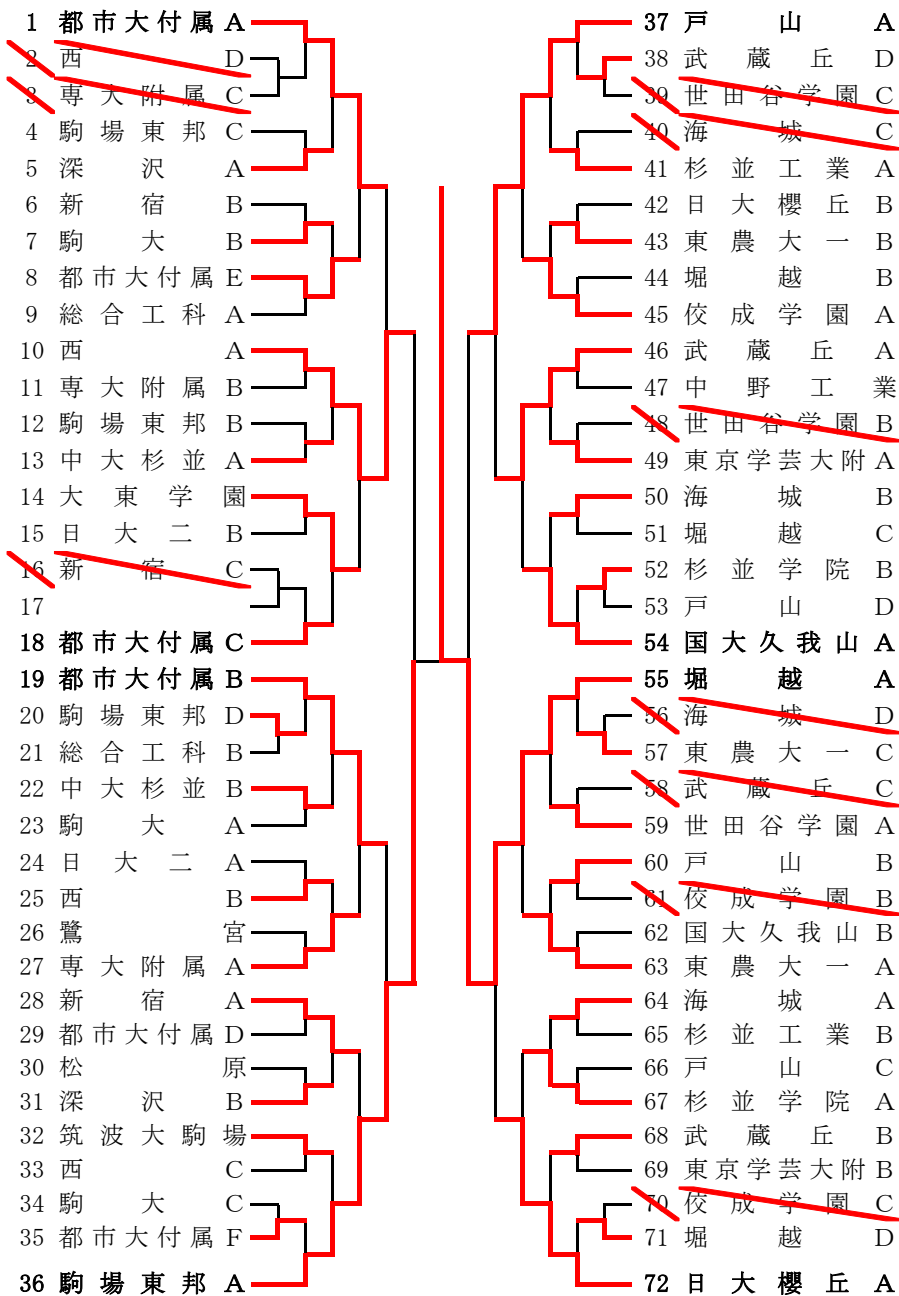 1 都市大付属 A
2 西 D
3 専大附属 C
4 駒場東邦 C
5 深沢 A
6 新宿 B
7 駒大 B
8 都市大付属 E
9 総合工科 A
10 西 A
11 専大附属 B
12 駒場東邦 B
13 中大杉並 A
14 大東学園
15 日大二 B
16 新宿 C
17
18 都市大付属 C
19 都市大付属 B
20 駒場東邦 D
21 総合工科 B
22 中大杉並 B
23 駒大 A
24 日大二 A
25 西 B
26 鷺宮
27 専大附属 A
28 新宿 A
29 都市大付属 D
30 松原
31 深沢 B
32 筑波大駒場
33 西 C
34 駒大 C
35 都市大付属 F
36 駒場東邦 A
37 戸山 A
38 武蔵丘 D
39 世田谷学園 C
40 海城 C
41 杉並工業 A
42 日大櫻丘 B
43 東農大一 B
44 堀越 B
45 佼成学園 A
46 武蔵丘 A
47 中野工業
48 世田谷学園 B
49 東京学芸大附 A
50 海城 B
51 堀越 C
52 杉並学院 B
53 戸山 D
54 国大久我山 A
55 堀越 A
56 海城 D
57 東農大一 C
58 武蔵丘 C
59 世田谷学園 A
60 戸山 B
61 佼成学園 B
62 国大久我山 B
63 東農大一 A
64 海城 A
65 杉並工業 B
66 戸山 C
67 杉並学院 A
68 武蔵丘 B
69 東京学芸大附 B
70 佼成学園 C
71 堀越 D
72 日大櫻丘 A